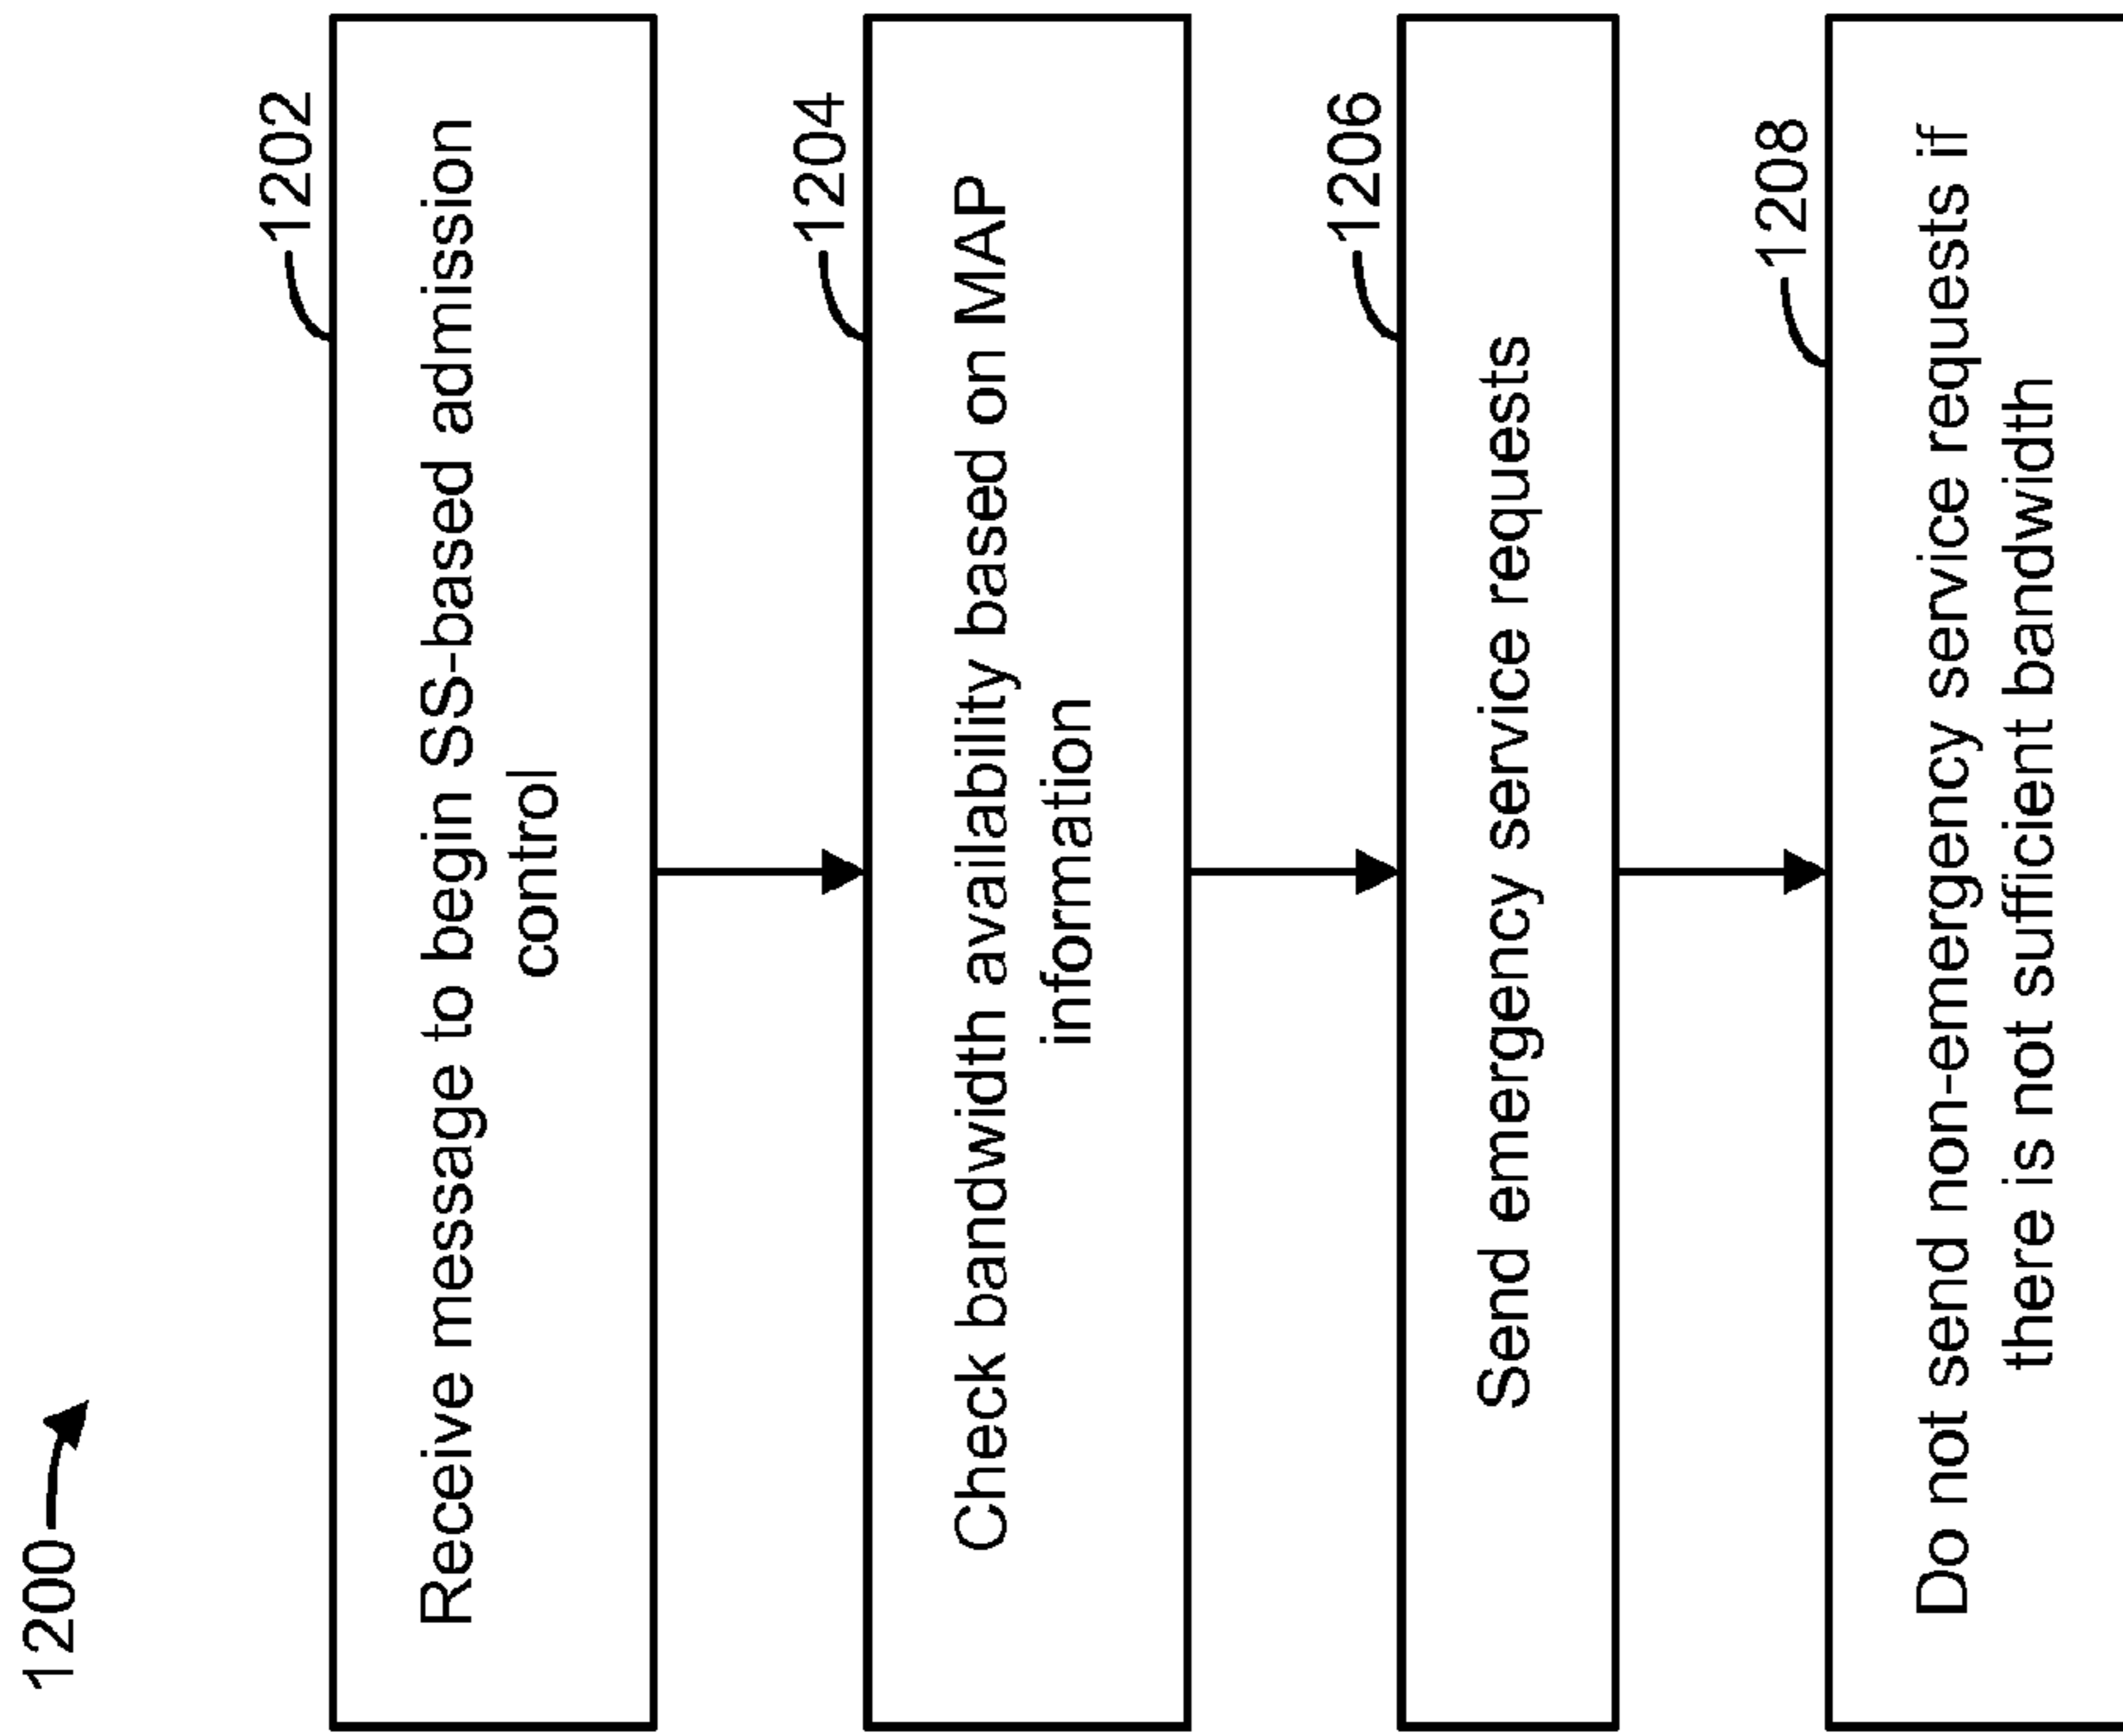 1200
1202
Receive message to begin SS-based admission
control
1204
Check bandwidth availability based on MAP
information
1206
Send emergency service requests
1208
Do not send non-emergency service requests if
there is not sufficient bandwidth